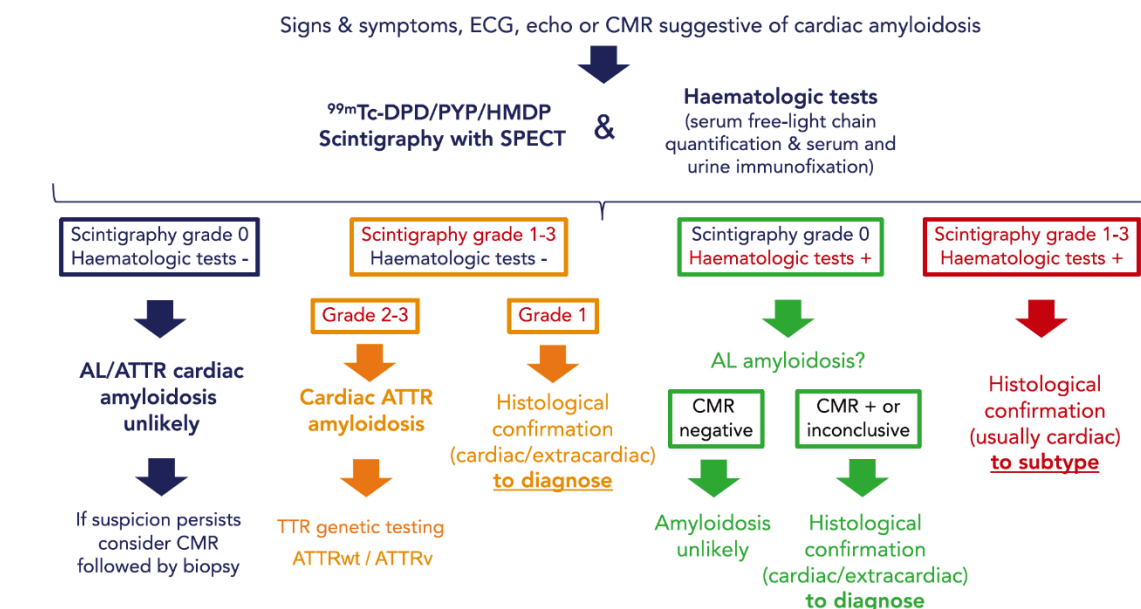 Signs & symptoms, ECG, echo or CMR suggestive of cardiac amyloidosis
99mTc-DPD/PYP/HMDP
Scintigraphy with SPECT
&
Haematologic tests
(serum free-light chain
quantification & serum and
urine immunofixation)
Scintigraphy grade 0
Haematologic tests -
Scintigraphy grade 1-3
Haematologic tests -
Scintigraphy grade 0
Haematologic tests +
Scintigraphy grade 1-3
Haematologic tests +
AL/ATTR cardiac
amyloidosis
unlikely
If suspicion persists
consider CMR
followed by biopsy
Grade 2-3
Cardiac ATTR
amyloidosis
TTR genetic testing
ATTRwt / ATTRv
Grade 1
Histological
confirmation
(cardiac/extracardiac)
to diagnose
AL amyloidosis?
CMR
negative
Amyloidosis
unlikely
CMR + or
inconclusive
Histological
confirmation
(cardiac/extracardiac)
to diagnose
Histological
confirmation
(usually cardiac)
to subtype